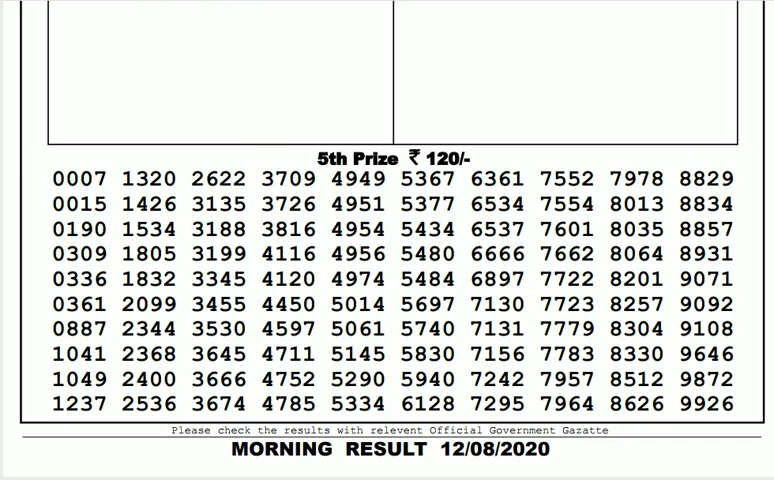 5th Prize ₹ 120/-
0007 1320 2622 3709 4949 5367 6361 7552 7978 8829
0015 1426 3135 3726 4951 5377 6534 7554 8013 8834
0190 1534 3188 3816 4954 5434 6537 7601 8035 8857
0309 1805 3199 4116 4956 5480 6666 7662 8064 8931
0336 1832 3345 4120 4974 5484 6897 7722 8201 9071
0361 2099 3455 4450 5014 5697 7130 7723 8257 9092
0887 2344 3530 4597 5061 5740 7131 7779 8304 9108
1041 2368 3645 4711 5145 5830 7156 7783 8330 9646
1049 2400 3666 4752 5290 5940 7242 7957 8512 9872
1237 2536 3674 4785 5334 6128 7295 7964 8626 9926
Please check the results with relevent Official Government Gazatte
MORNING RESULT 12/08/2020